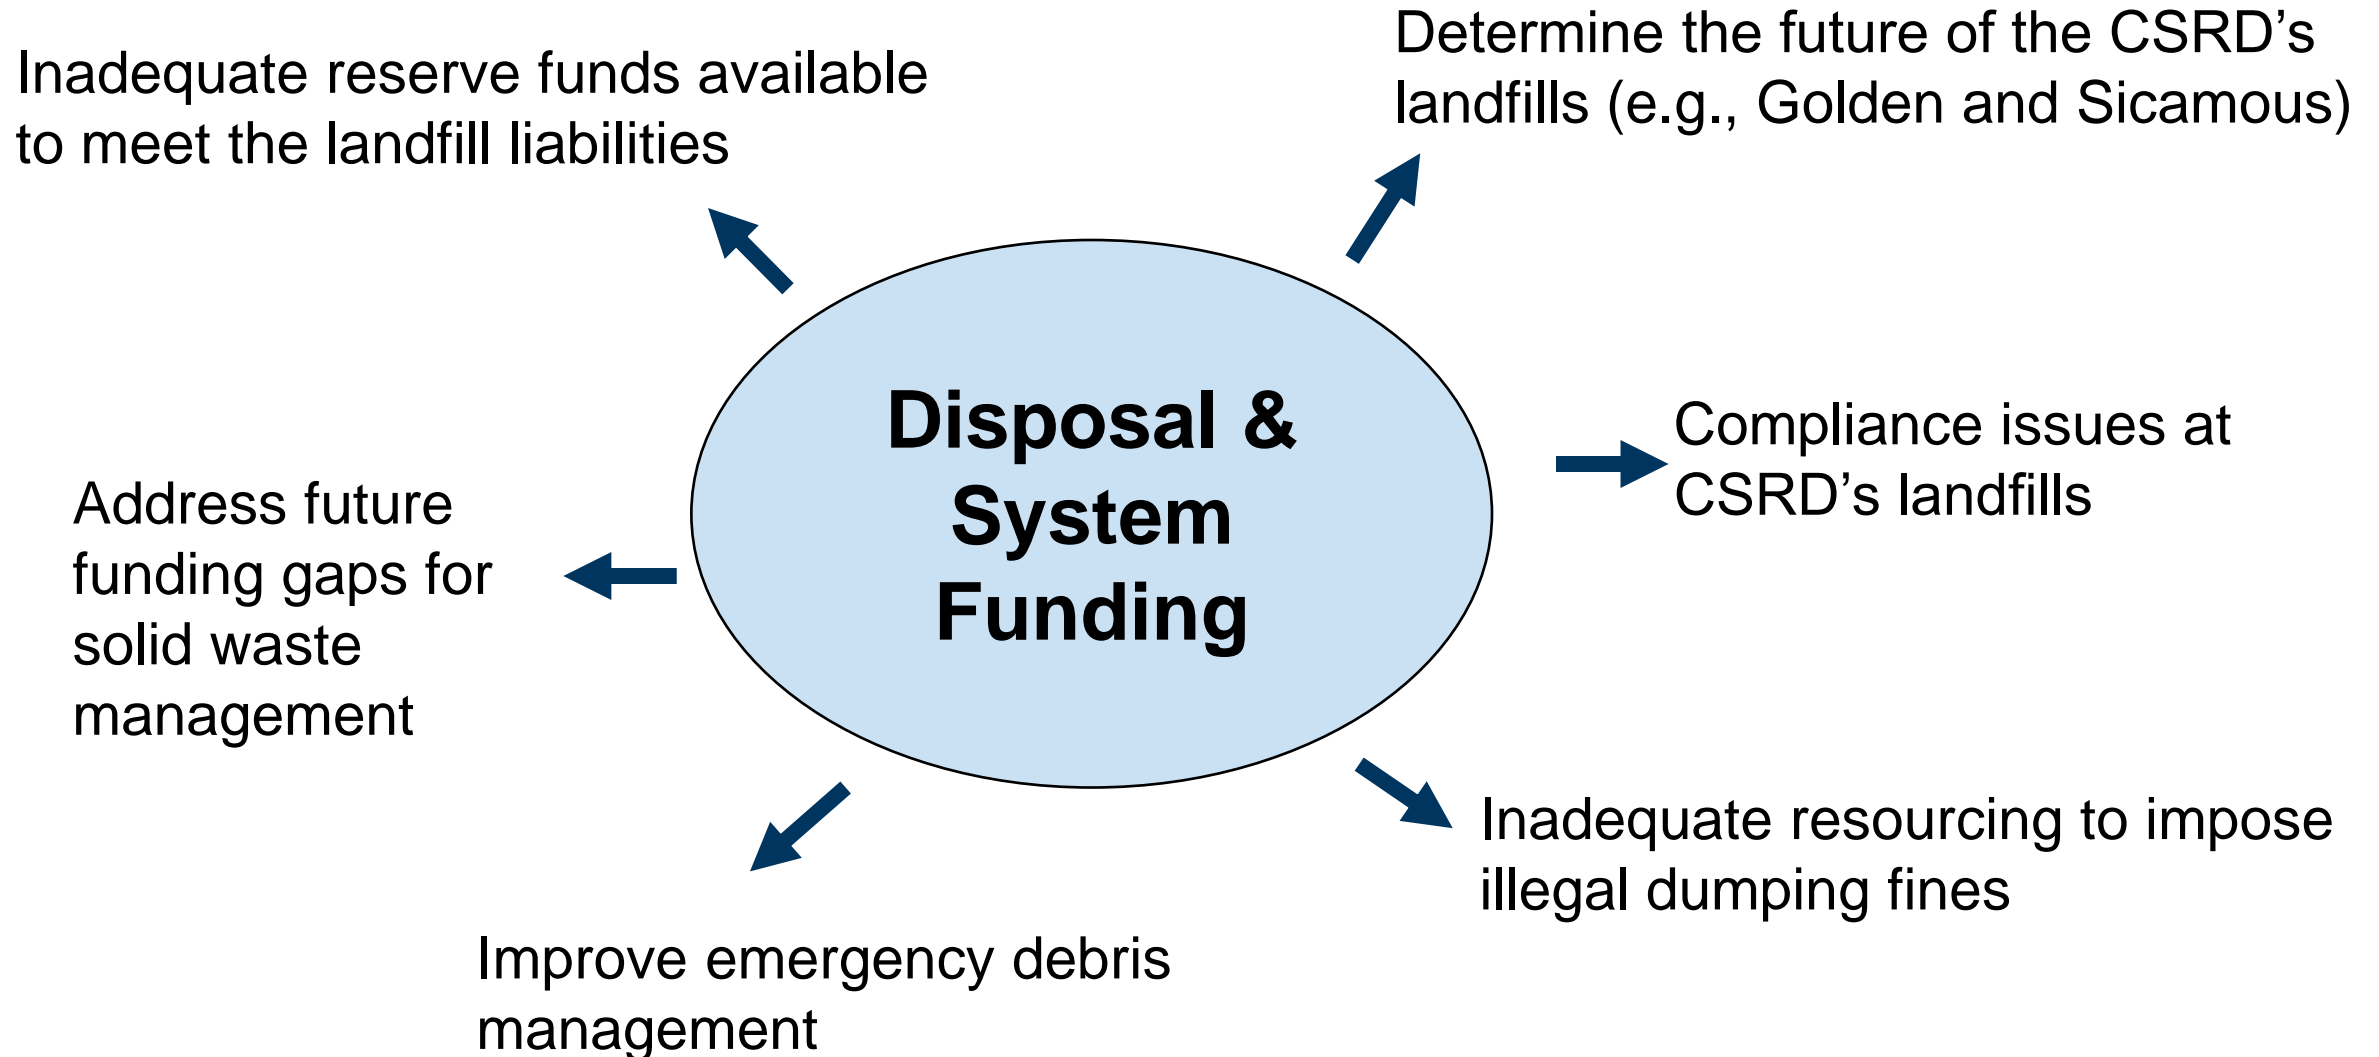 Inadequate reserve funds available
to meet the landfill liabilities
Determine the future of the CSRD’s
landfills (e.g., Golden and Sicamous)
Disposal &
System
Funding
Compliance issues at
CSRD’s landfills
Address future
funding gaps for
solid waste
management
Inadequate resourcing to impose
illegal dumping fines
Improve emergency debris
management